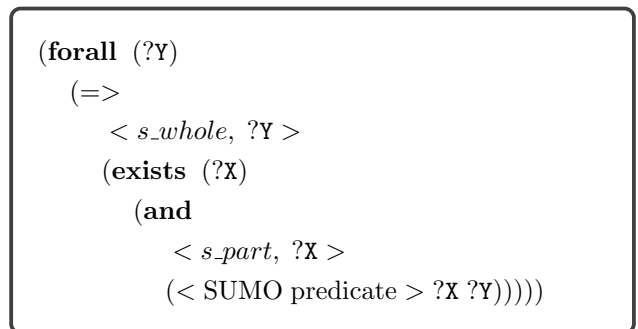 (forall (?Y)
(=>
< s_whole, ?Y >
(exists (?X)
(and
< s_part, ?X >
(< SUMO predicate > ?X ?Y)))))